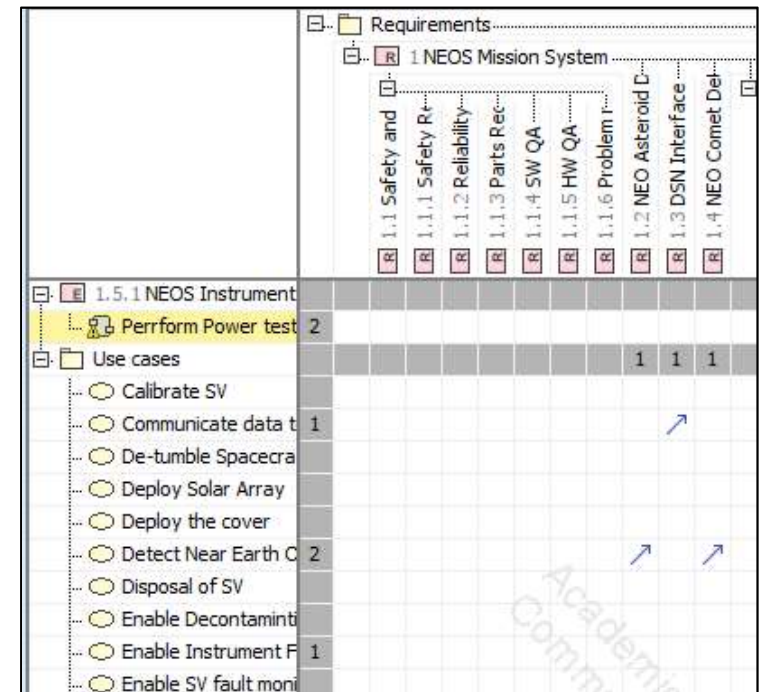 Requirements
R 1 NEOS Mission System
1.1 Safety and
1.1.1 Safety Re
1.1.2 Reliability
1.1.3 Parts Rec
1.1.4 SW QA
1.1.5 HW QA
1.1.6 Problem r
1.2 NEO Asteroid D
1.3 DSN Interface
1.4 NEO Comet Det
R R R R R R R R R R
E 1.5.1 NEOS Instrument
Perrform Power test 2
Use cases 1 1 1
Calibrate SV
Communicate data t 1
De-tumble Spacecra
Deploy Solar Array
Deploy the cover
Detect Near Earth O 2
Disposal of SV
Enable Decontaminti
Enable Instrument F 1
Enable SV fault moni
Academi
Comm